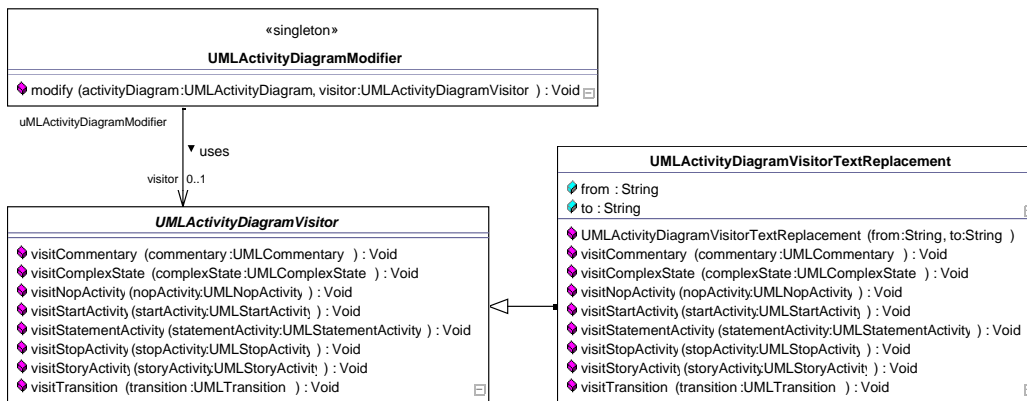 «singleton»
UMLActivityDiagramModifier
modify (activityDiagram:UMLActivityDiagram, visitor:UMLActivityDiagramVisitor ) : Void
uMLActivityDiagramModifier
▼ uses
visitor 0..1
UMLActivityDiagramVisitor
visitCommentary (commentary:UMLCommentary ) : Void
visitComplexState (complexState:UMLComplexState ) : Void
visitNopActivity (nopActivity:UMLNopActivity ) : Void
visitStartActivity (startActivity:UMLStartActivity ) : Void
visitStatementActivity (statementActivity:UMLStatementActivity ) : Void
visitStopActivity (stopActivity:UMLStopActivity ) : Void
visitStoryActivity (storyActivity:UMLStoryActivity ) : Void
visitTransition (transition:UMLTransition ) : Void
UMLActivityDiagramVisitorTextReplacement
from : String
to : String
UMLActivityDiagramVisitorTextReplacement (from:String, to:String )
visitCommentary (commentary:UMLCommentary ) : Void
visitComplexState (complexState:UMLComplexState ) : Void
visitNopActivity (nopActivity:UMLNopActivity ) : Void
visitStartActivity (startActivity:UMLStartActivity ) : Void
visitStatementActivity (statementActivity:UMLStatementActivity ) : Void
visitStopActivity (stopActivity:UMLStopActivity ) : Void
visitStoryActivity (storyActivity:UMLStoryActivity ) : Void
visitTransition (transition:UMLTransition ) : Void